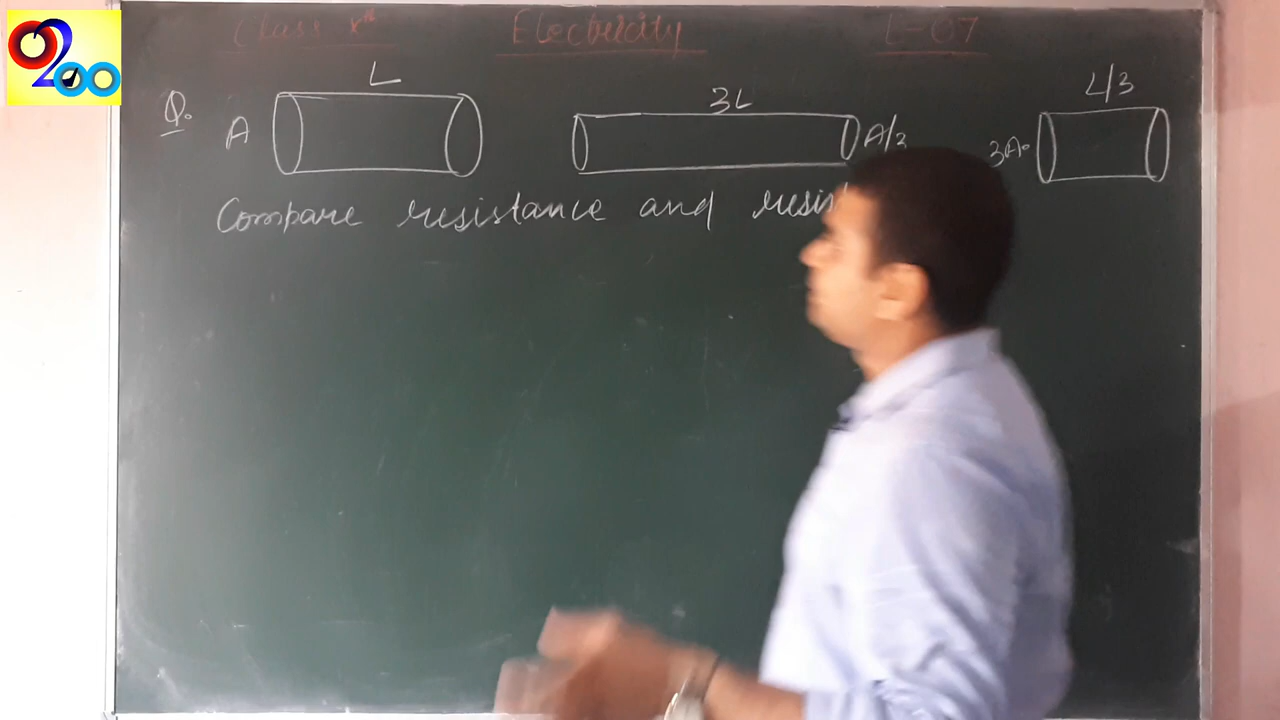 Class xth Electricity L-07
L 3L L/3
Q. A A/3 3A.
Compare resistance and